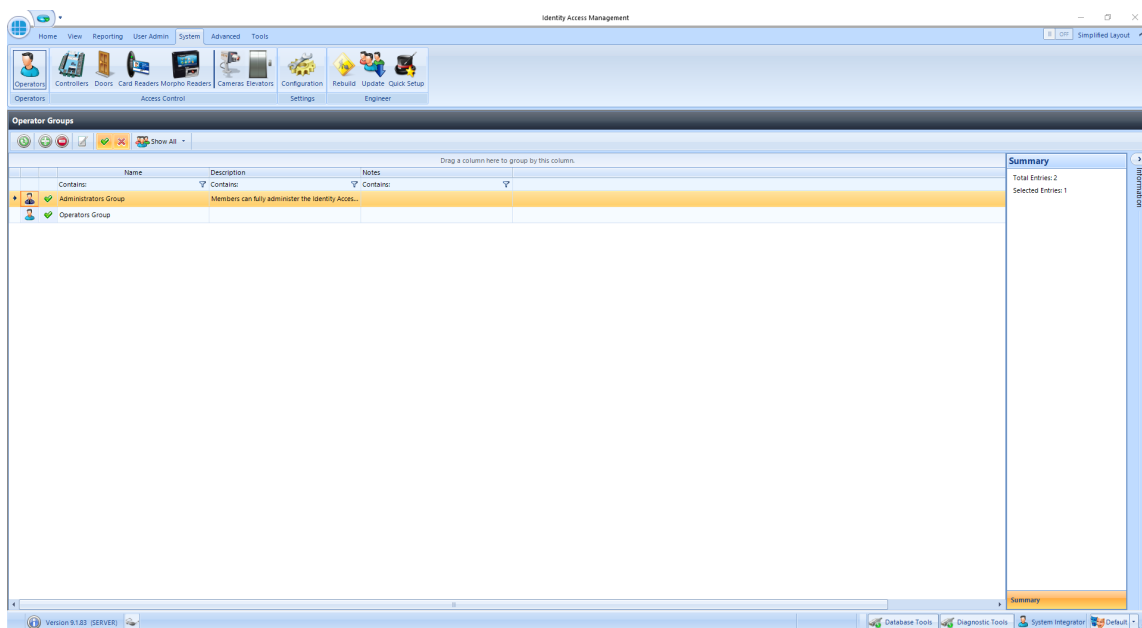 Identity Access Management
Home View Reporting User Admin System Advanced Tools
Simplified Layout
Operators Controllers Doors Card Readers Morpho Readers Cameras Elevators Configuration Rebuild Update Quick Setup
Operators Access Control Settings Engineer
Operator Groups
Show All
Drag a column here to group by this column.
Name Description Notes
Contains: Contains: Contains:
Administrators Group Members can fully administer the Identity Acces...
Operators Group
Summary
Total Entries: 2
Selected Entries: 1
Information
Summary
Version 9.1.83 (SERVER) Database Tools Diagnostic Tools System Integrator Default